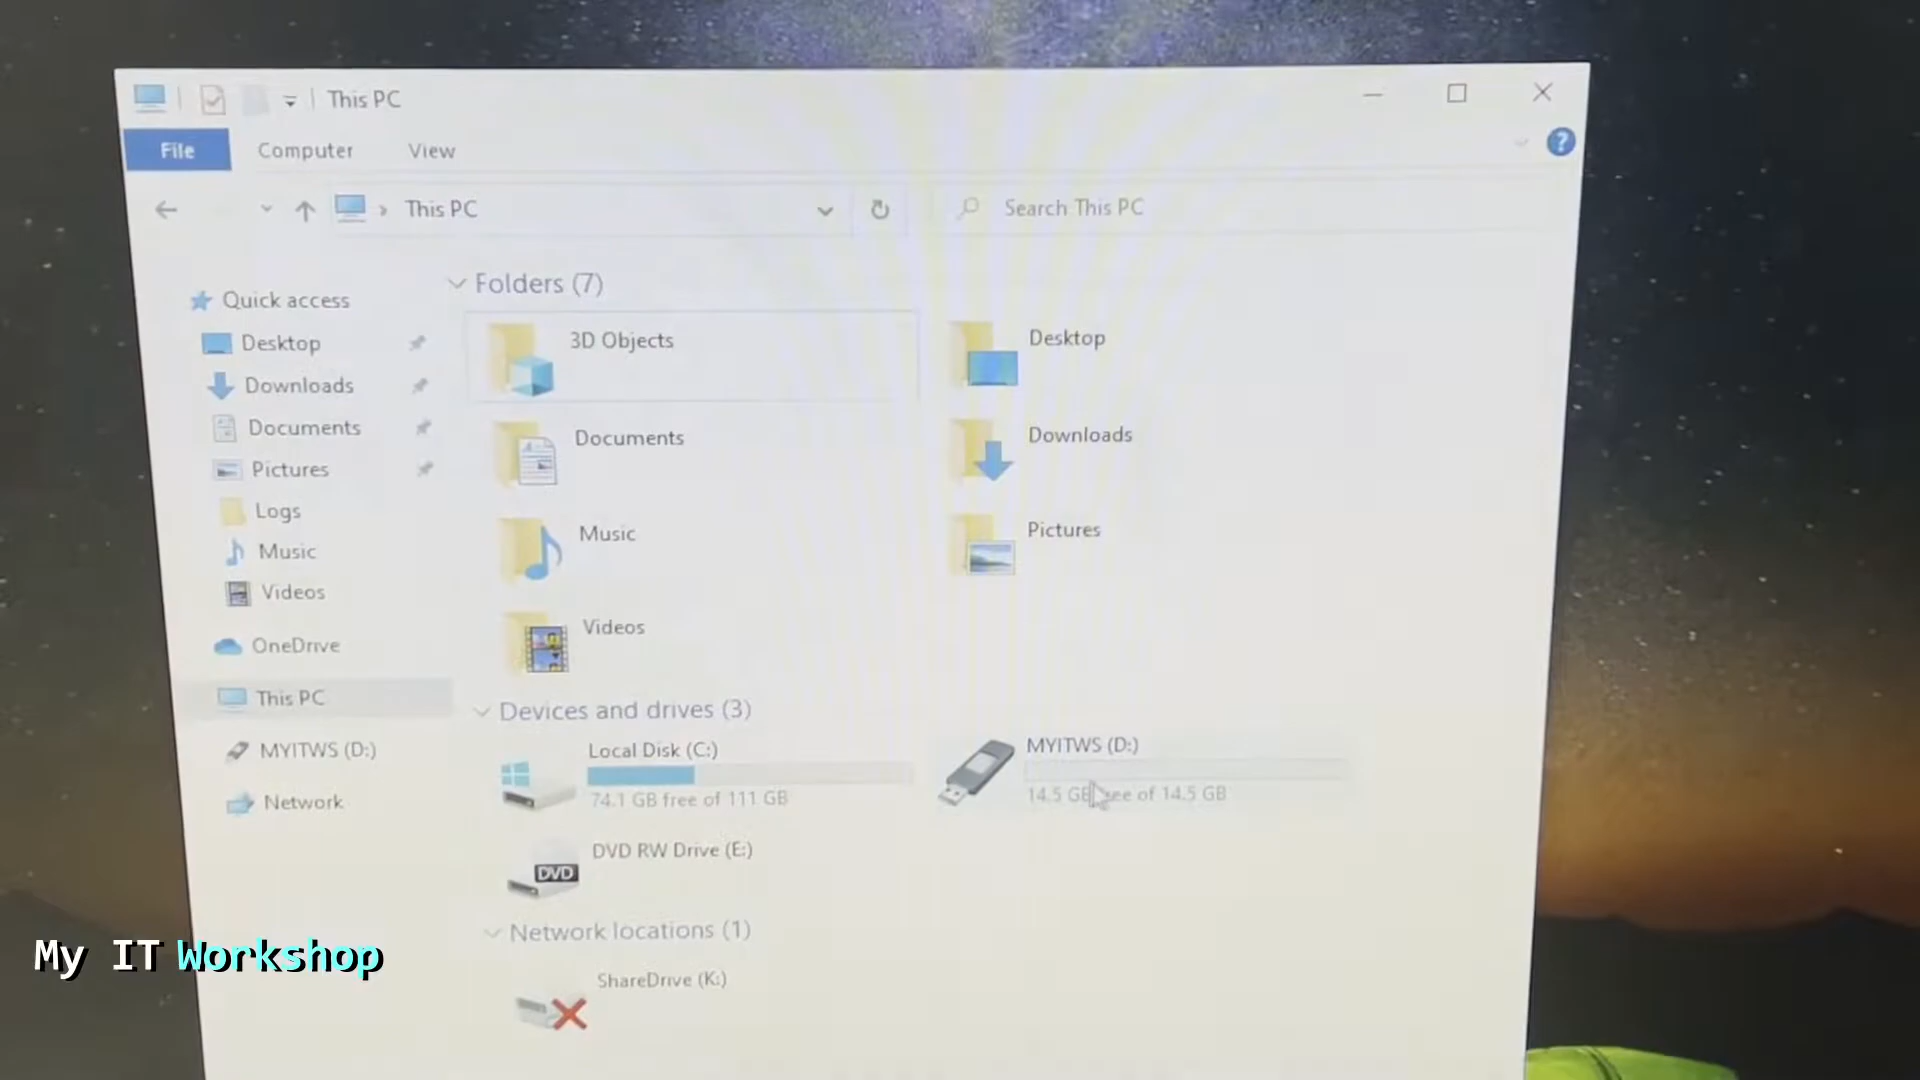 This PC
File
Computer
View
This PC
Search This PC
Quick access
Desktop
Downloads
Documents
Pictures
Logs
Music
Videos
OneDrive
This PC
MYITWS (D:)
Network
Folders (7)
3D Objects
Desktop
Documents
Downloads
Music
Pictures
Videos
Devices and drives (3)
Local Disk (C:)
74.1 GB free of 111 GB
MYITWS (D:)
14.5 GB free of 14.5 GB
DVD RW Drive (E:)
DVD
Network locations (1)
ShareDrive (K:)
My IT Workshop